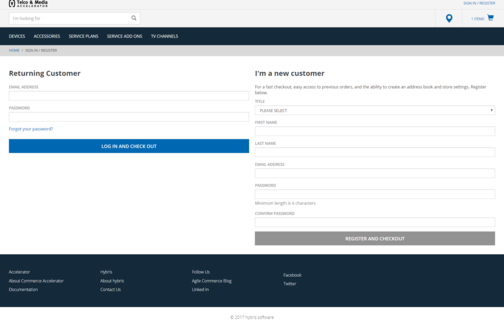 Telco & Media
ACCELERATOR
SIGN IN / REGISTER
I'm looking for
1 ITEMS
DEVICES ACCESSORIES SERVICE PLANS SERVICE ADD ONS TV CHANNELS
HOME SIGN IN / REGISTER
Returning Customer
EMAIL ADDRESS
PASSWORD
Forgot your password?
LOG IN AND CHECK OUT
I'm a new customer
For a fast checkout, easy access to previous orders, and the ability to create an address book and store settings. Register
below.
TITLE
PLEASE SELECT
FIRST NAME
LAST NAME
EMAIL ADDRESS
PASSWORD
Minimum length is 6 characters
CONFIRM PASSWORD
REGISTER AND CHECKOUT
Accelerator
About Commerce Accelerator
Documentation
Hybris
About hybris
Contact Us
Follow Us
Agile Commerce Blog
Linked In
Facebook
Twitter
© 2017 hybris software